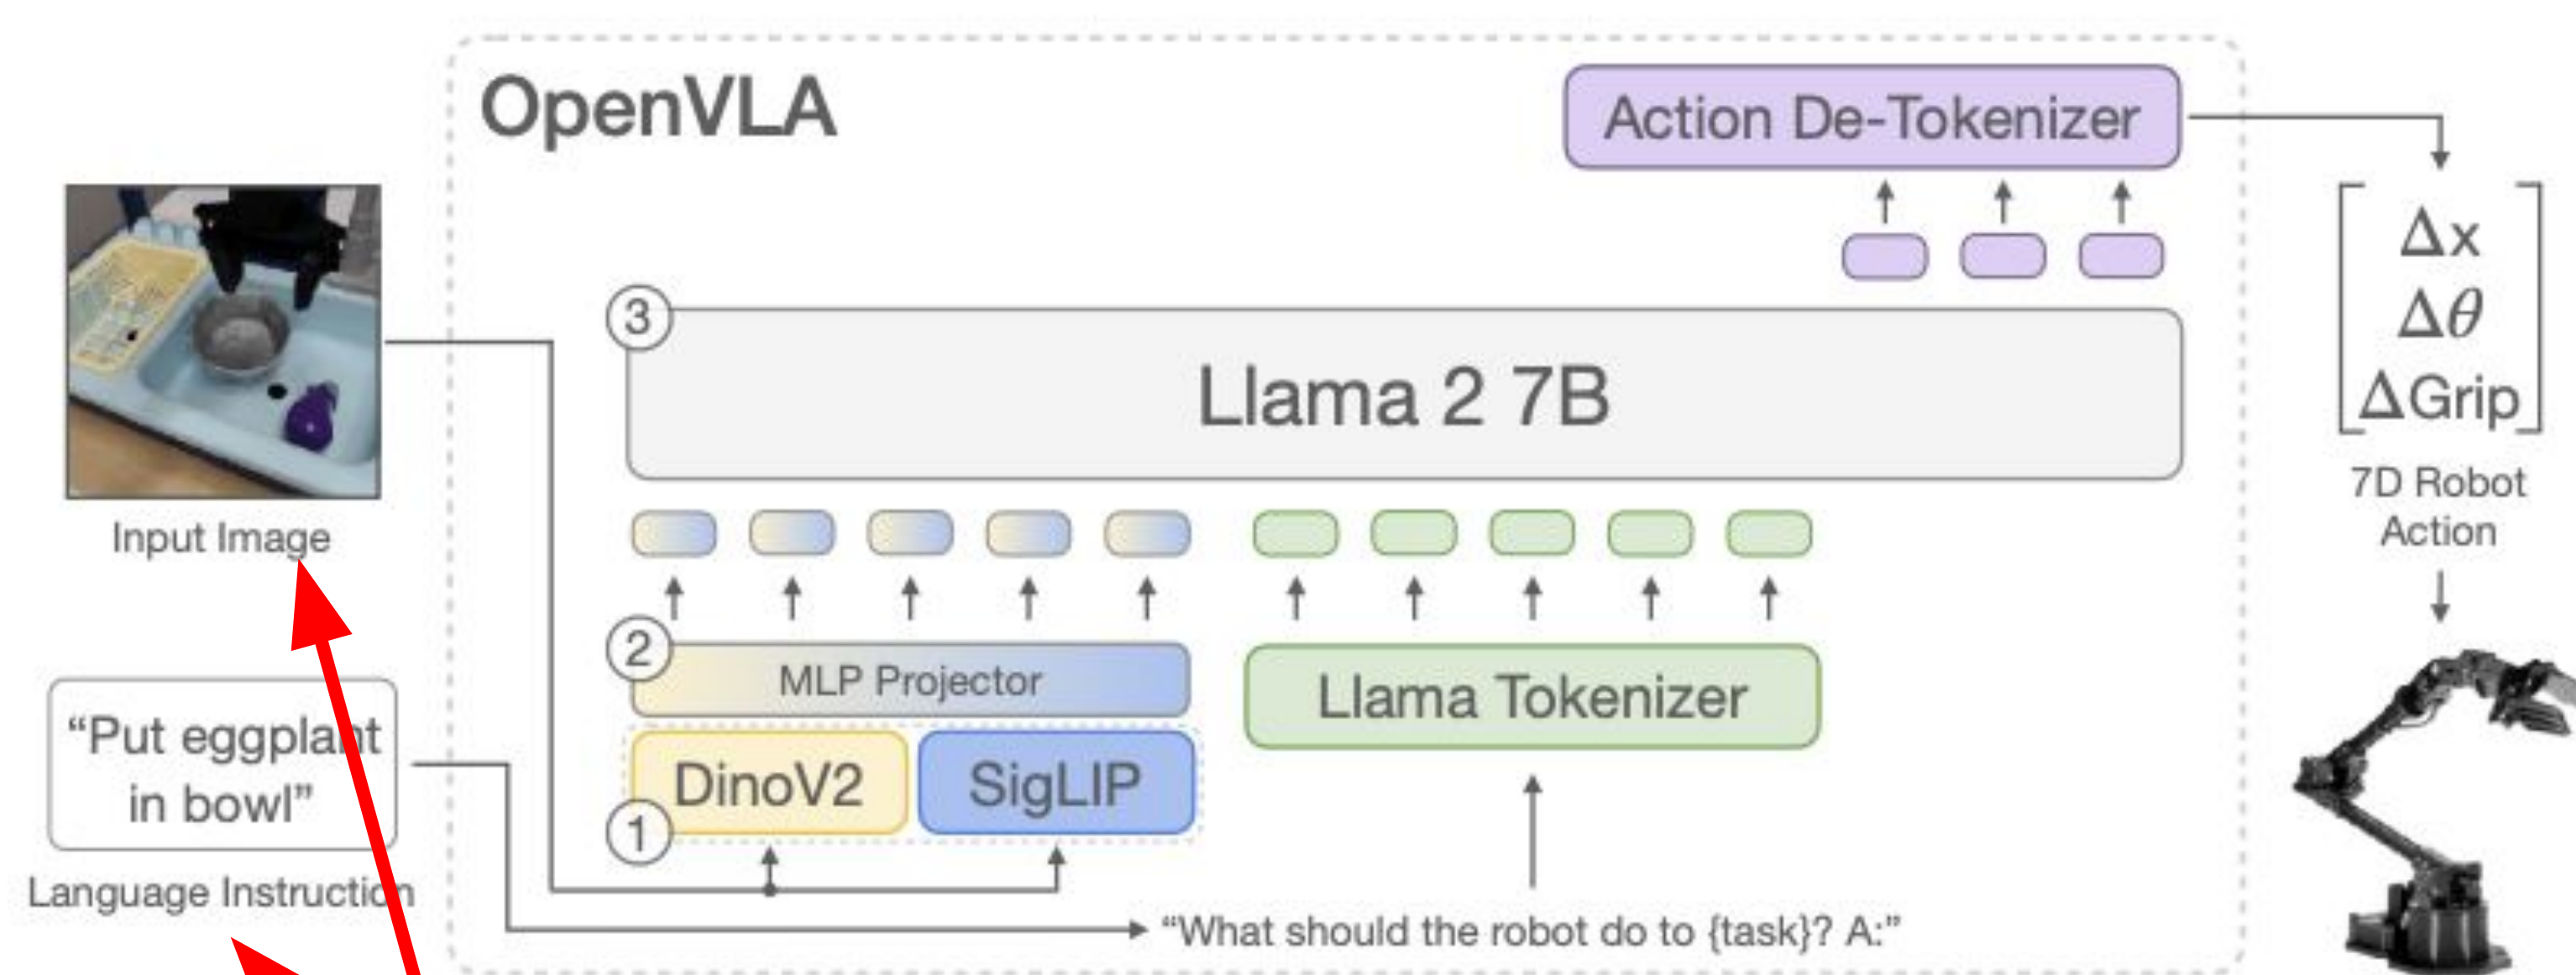 OpenVLA
Action De-Tokenizer
Δx
Δθ
ΔGrip
7D Robot
Action
3
Llama 2 7B
Input Image
2
MLP Projector
Llama Tokenizer
“Put eggplant
in bowl”
DinoV2
SigLIP
1
Language Instruction
“What should the robot do to {task}? A:”